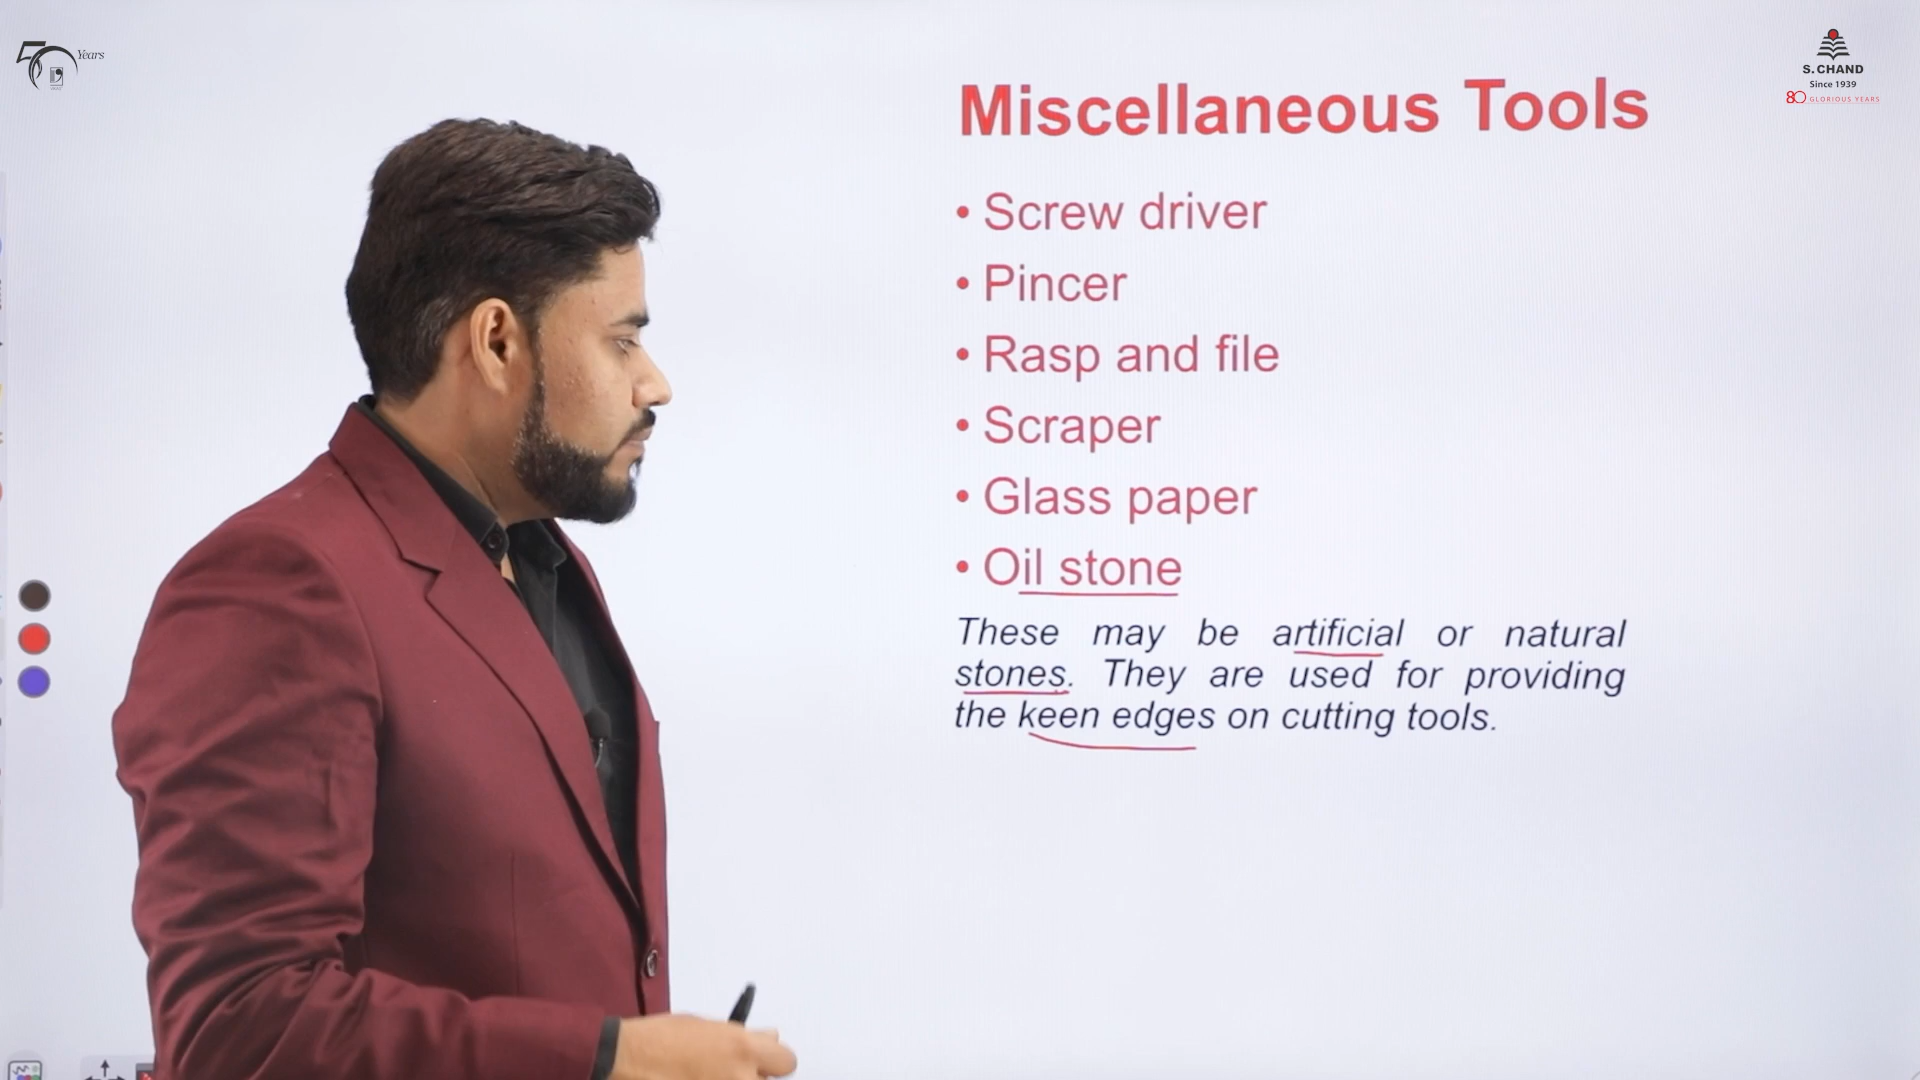 50 Years
S. CHAND
Since 1939
80 GLORIOUS YEARS
Miscellaneous Tools
• Screw driver
• Pincer
• Rasp and file
• Scraper
• Glass paper
• Oil stone
These may be artificial or natural
stones. They are used for providing
the keen edges on cutting tools.